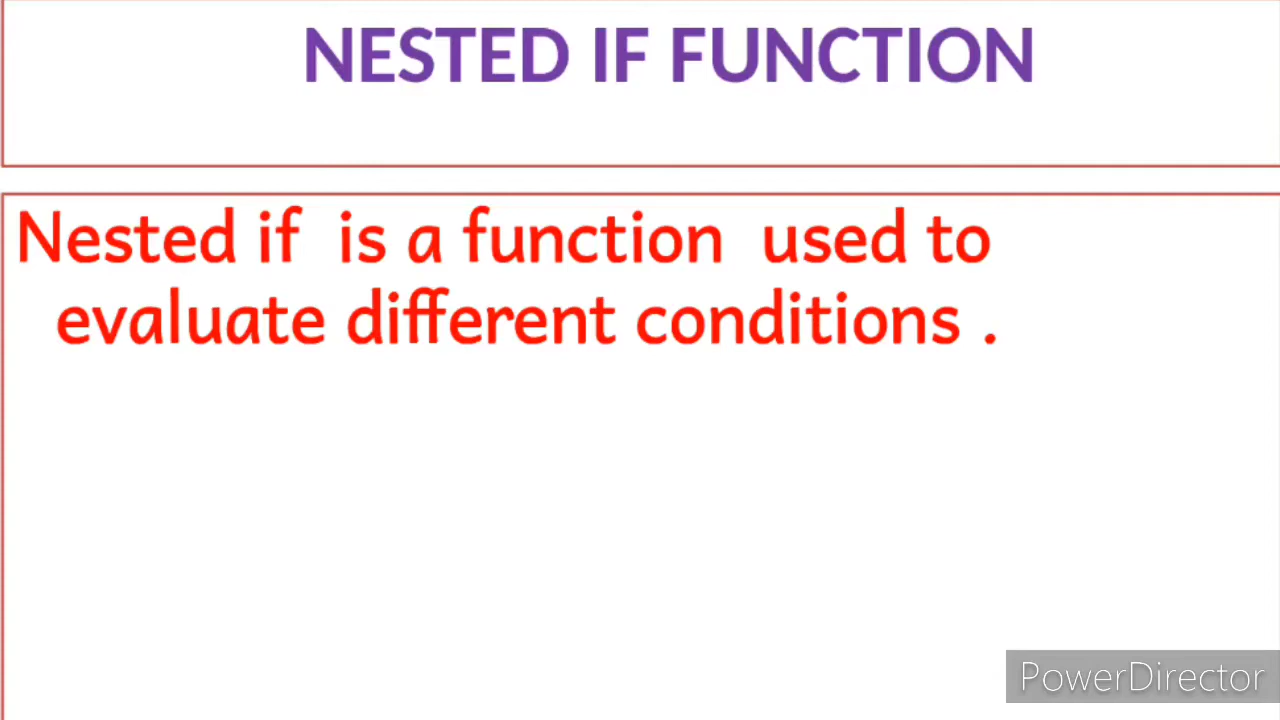 NESTED IF FUNCTION
Nested if is a function used to
evaluate different conditions .
PowerDirector